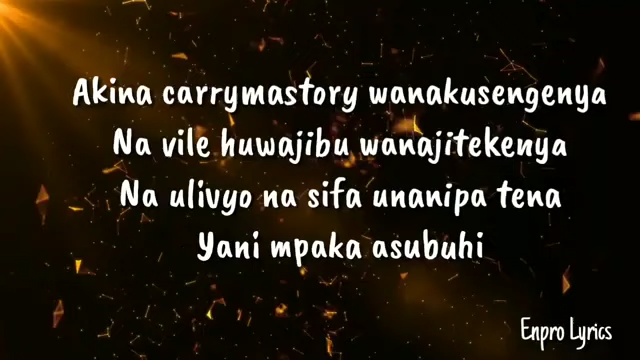 Akina carrymastory wanakusengenya
Na vile huwajibu wanajitekenya
Na ulivyo na sifa unanipa tena
Yani mpaka asubuhi
Enpro Lyrics